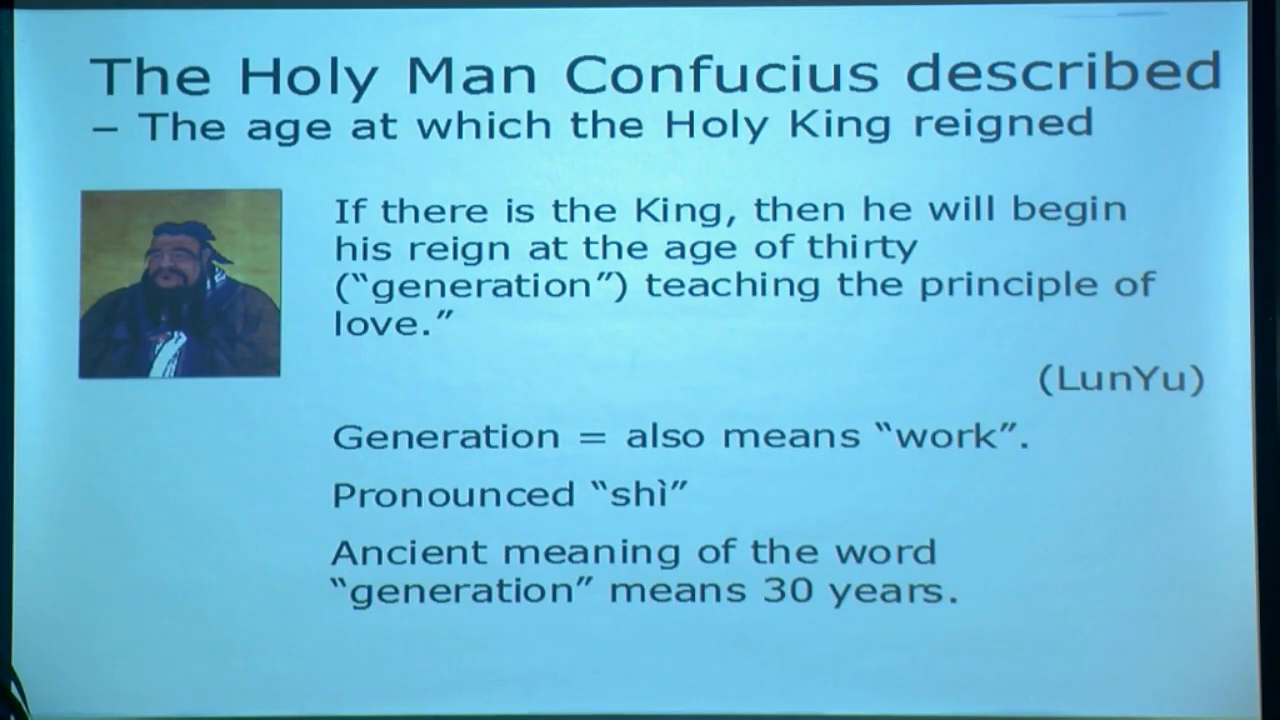 The Holy Man Confucius described
– The age at which the Holy King reigned
If there is the King, then he will begin
his reign at the age of thirty
(“generation”) teaching the principle of
love.”
(LunYu)
Generation = also means “work”.
Pronounced “shì”
Ancient meaning of the word
“generation” means 30 years.